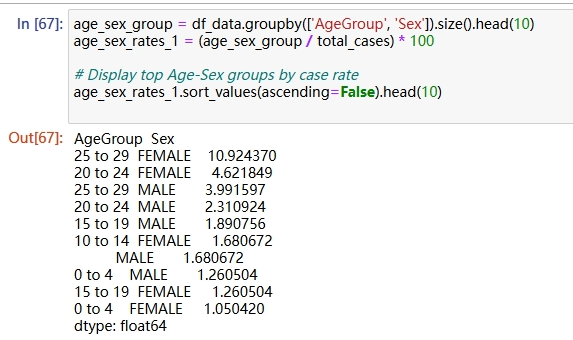 In [67]: age_sex_group = df_data.groupby(['AgeGroup', 'Sex']).size().head(10)
age_sex_rates_1 = (age_sex_group / total_cases) * 100
# Display top Age-Sex groups by case rate
age_sex_rates_1.sort_values(ascending=False).head(10)
Out[67]: AgeGroup Sex
25 to 29 FEMALE 10.924370
20 to 24 FEMALE 4.621849
25 to 29 MALE 3.991597
20 to 24 MALE 2.310924
15 to 19 MALE 1.890756
10 to 14 FEMALE 1.680672
MALE 1.680672
0 to 4 MALE 1.260504
15 to 19 FEMALE 1.260504
0 to 4 FEMALE 1.050420
dtype: float64